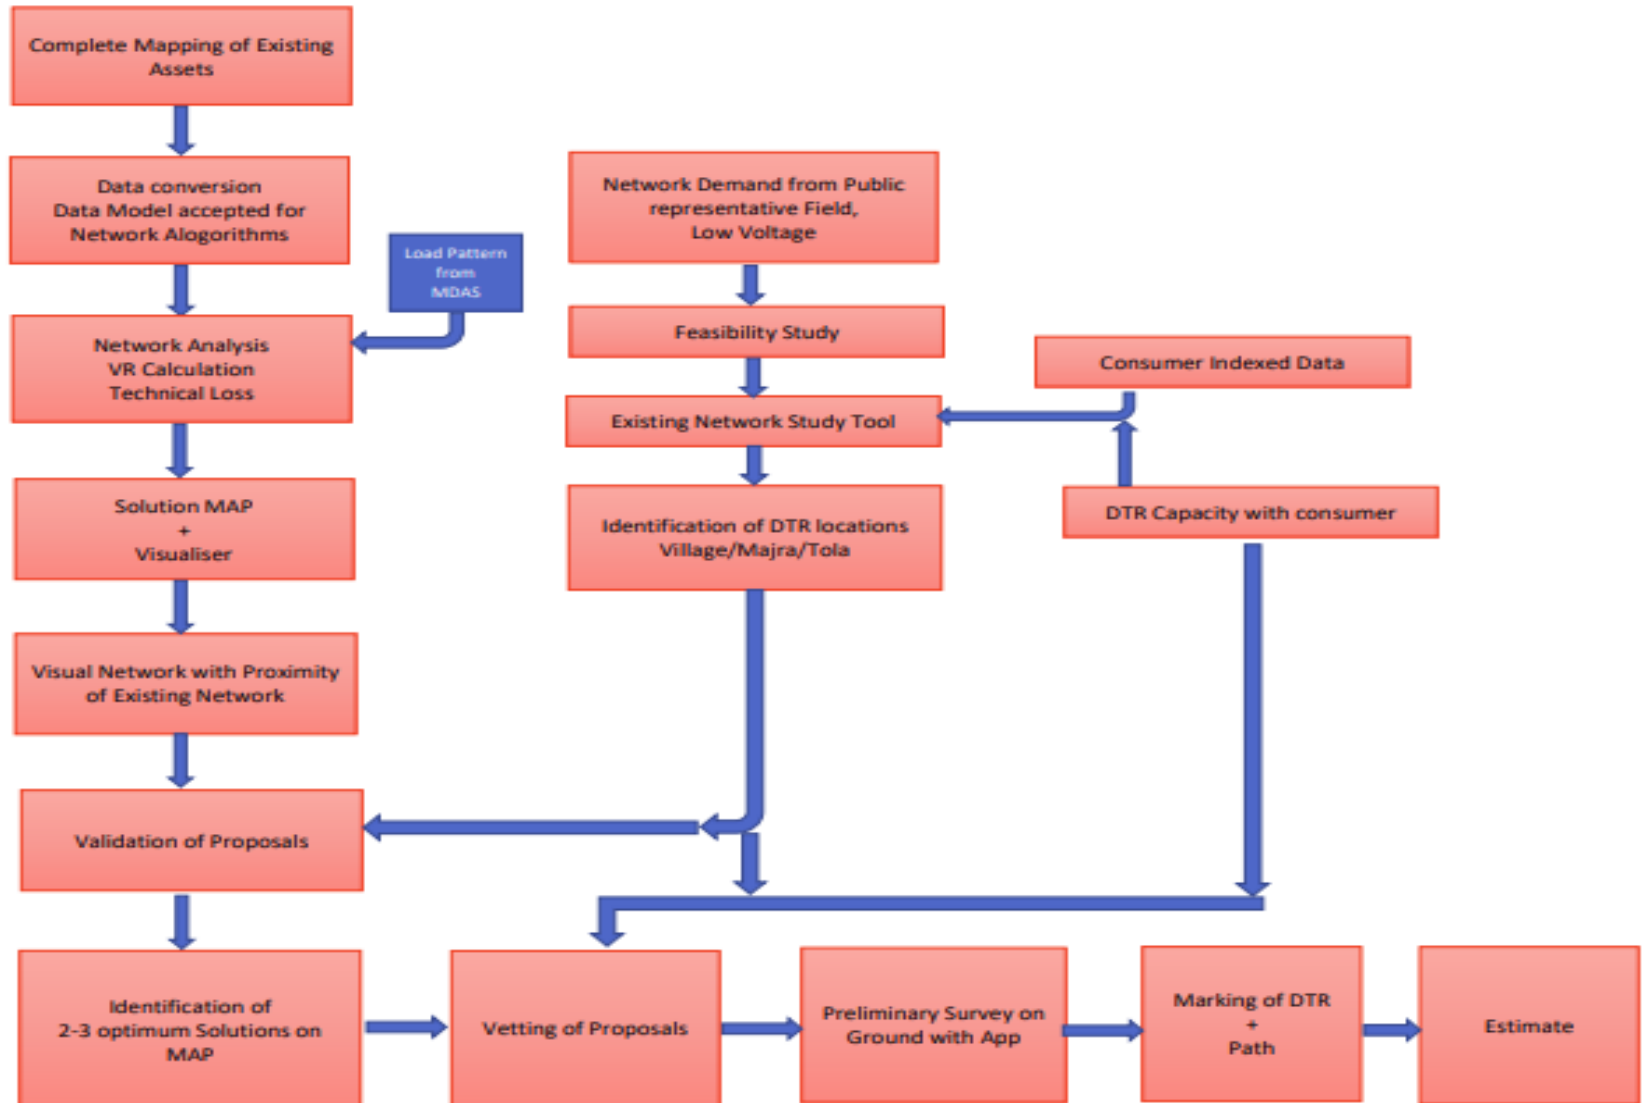 Complete Mapping of Existing
Assets
Data conversion
Data Model accepted for
Network Alogorithms
Load Pattern
from
MDAS
Network Analysis
VR Calculation
Technical Loss
Solution MAP
+
Visualiser
Visual Network with Proximity
of Existing Network
Validation of Proposals
Network Demand from Public
representative Field,
Low Voltage
Feasibility Study
Existing Network Study Tool
Identification of DTR locations
Village/Majra/Tola
Consumer Indexed Data
DTR Capacity with consumer
Identification of
2-3 optimum Solutions on
MAP
Vetting of Proposals
Preliminary Survey on
Ground with App
Marking of DTR
+
Path
Estimate